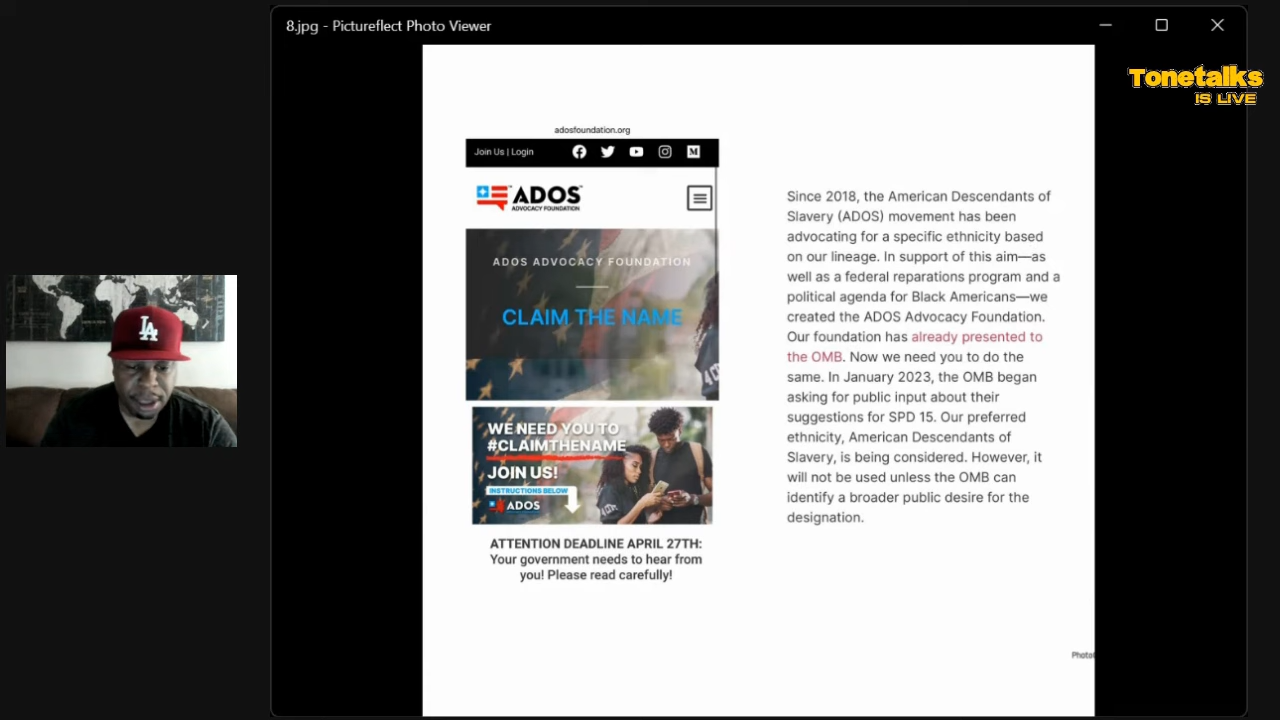 8.jpg - Pictureflect Photo Viewer
Tonetalks
IS LIVE
adosfoundation.org
Join Us | Login
ADOS
ADVOCACY FOUNDATION
ADOS ADVOCACY FOUNDATION
CLAIM THE NAME
WE NEED YOU TO
#CLAIMTHENAME
JOIN US!
INSTRUCTIONS BELOW
ADOS
ATTENTION DEADLINE APRIL 27TH:
Your government needs to hear from
you! Please read carefully!
Since 2018, the American Descendants of
Slavery (ADOS) movement has been
advocating for a specific ethnicity based
on our lineage. In support of this aim—as
well as a federal reparations program and a
political agenda for Black Americans—we
created the ADOS Advocacy Foundation.
Our foundation has already presented to
the OMB. Now we need you to do the
same. In January 2023, the OMB began
asking for public input about their
suggestions for SPD 15. Our preferred
ethnicity, American Descendants of
Slavery, is being considered. However, it
will not be used unless the OMB can
identify a broader public desire for the
designation.
LA